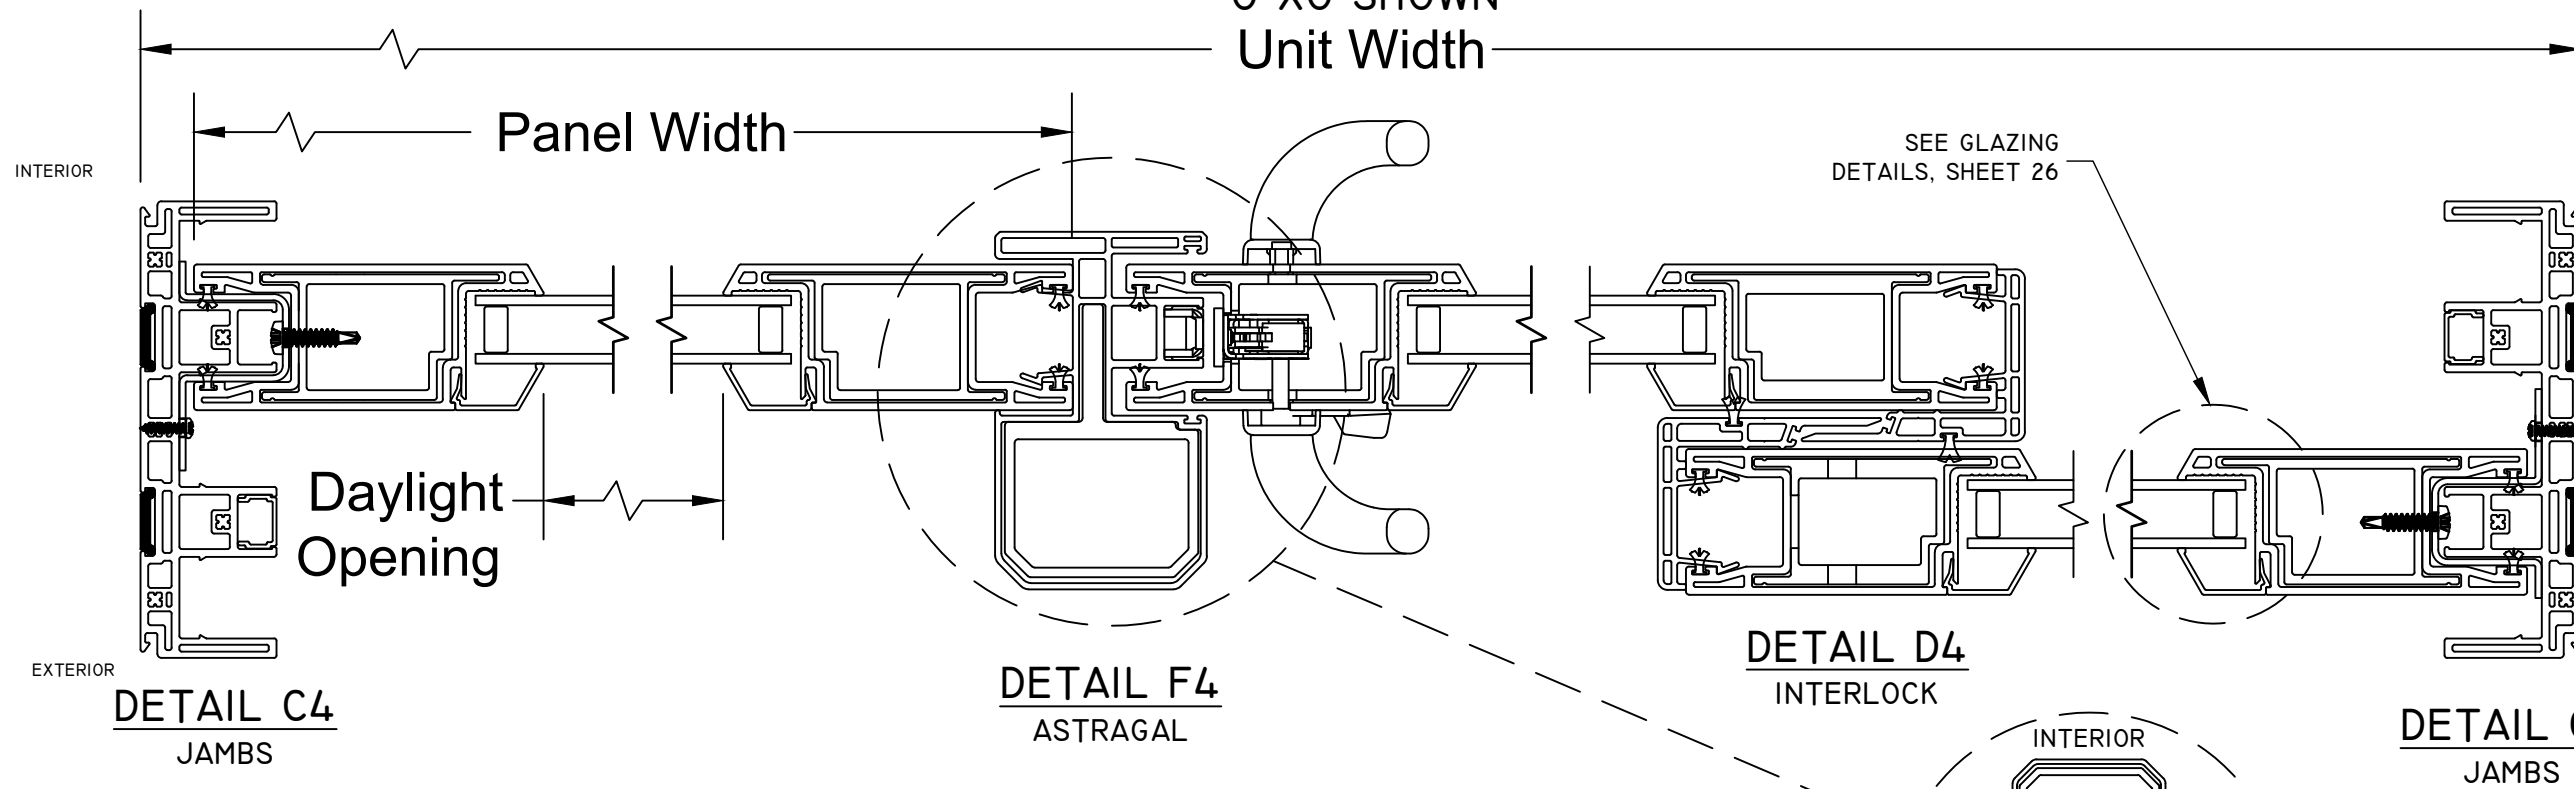 Unit Width
Panel Width
INTERIOR
SEE GLAZING
DETAILS, SHEET 26
Daylight
Opening
EXTERIOR
DETAIL C4
JAMBS
DETAIL F4
ASTRAGAL
DETAIL D4
INTERLOCK
INTERIOR
DETAIL
JAMBS